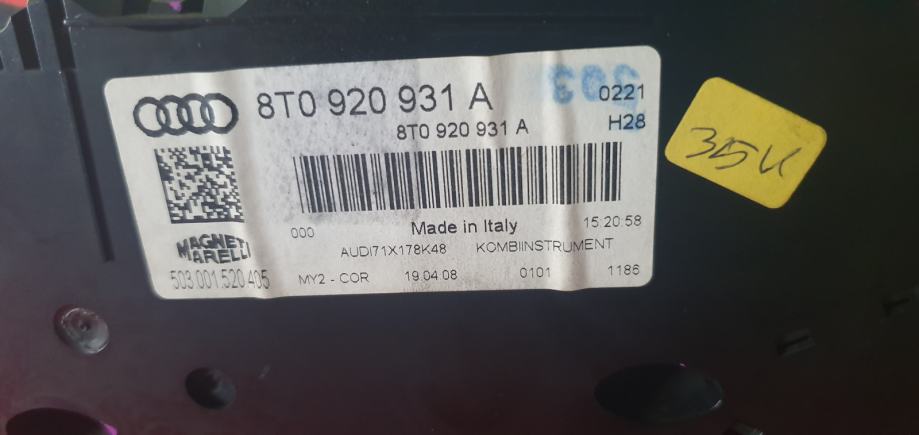 8T0 920 931 A
0221
8T0 920 931 A
H28
000
Made in Italy
15:20:58
MAGNETI MARELLI
AUDI71X178K48 KOMBIINSTRUMENT
503.001.520.405
MY2 - COR 19.04.08 0101 1186